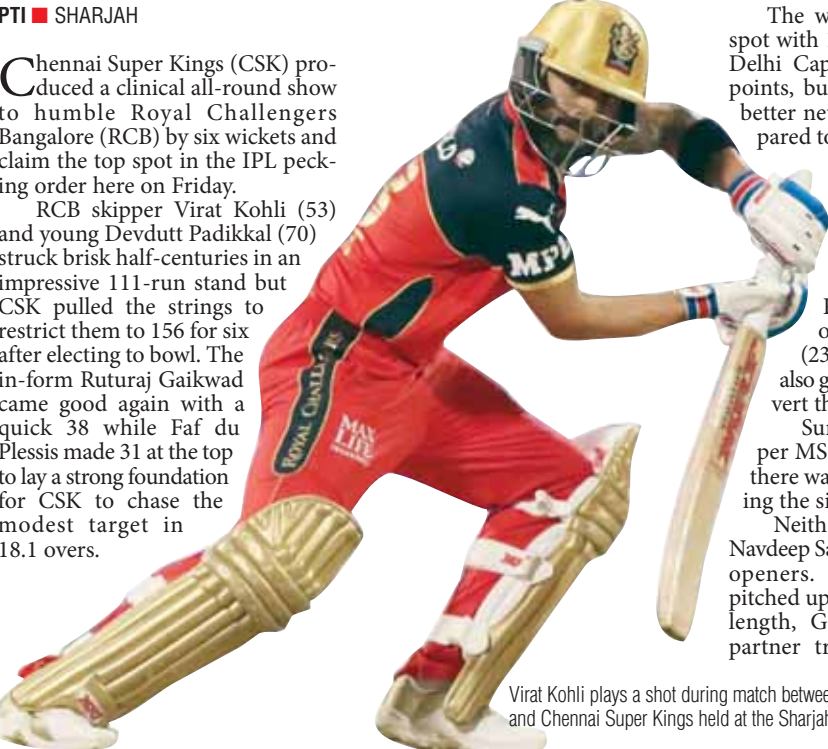 PTI ■ SHARJAH
Chennai Super Kings (CSK) pro-
duced a clinical all-round show
to humble Royal Challengers
Bangalore (RCB) by six wickets and
claim the top spot in the IPL peck-
ing order here on Friday.
RCB skipper Virat Kohli (53)
and young Devdutt Padikkal (70)
struck brisk half-centuries in an
impressive 111-run stand but
CSK pulled the strings to
restrict them to 156 for six
after electing to bowl. The
in-form Ruturaj Gaikwad
came good again with a
quick 38 while Faf du
Plessis made 31 at the top
to lay a strong foundation
for CSK to chase the
modest target in
18.1 overs.
MPL
ROYAL CHALLE
MAX
LIFE
The w
spot with
Delhi Cap
points, bu
better ne
pared to
(23
also g
vert th
Sur
per MS
there wa
ing the si
Neith
Navdeep Sa
openers.
pitched up
length, G
partner tr
Virat Kohli plays a shot during match betwee
and Chennai Super Kings held at the Sharjah